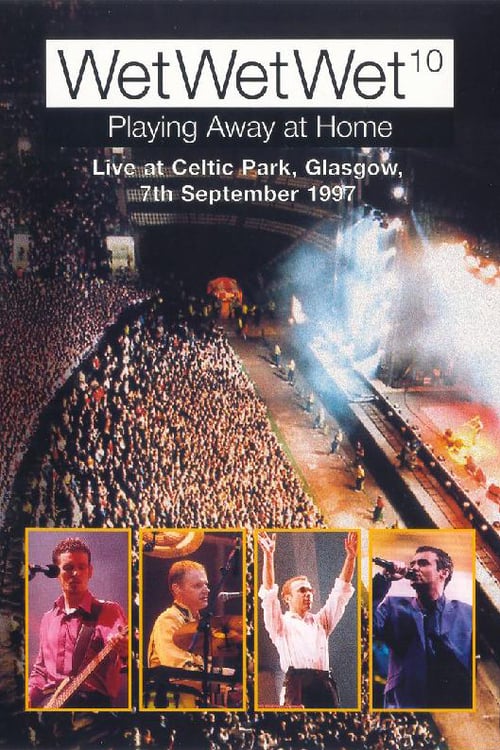 WetWetWet10
Playing Away at Home
Live at Celtic Park, Glasgow,
7th September 1997